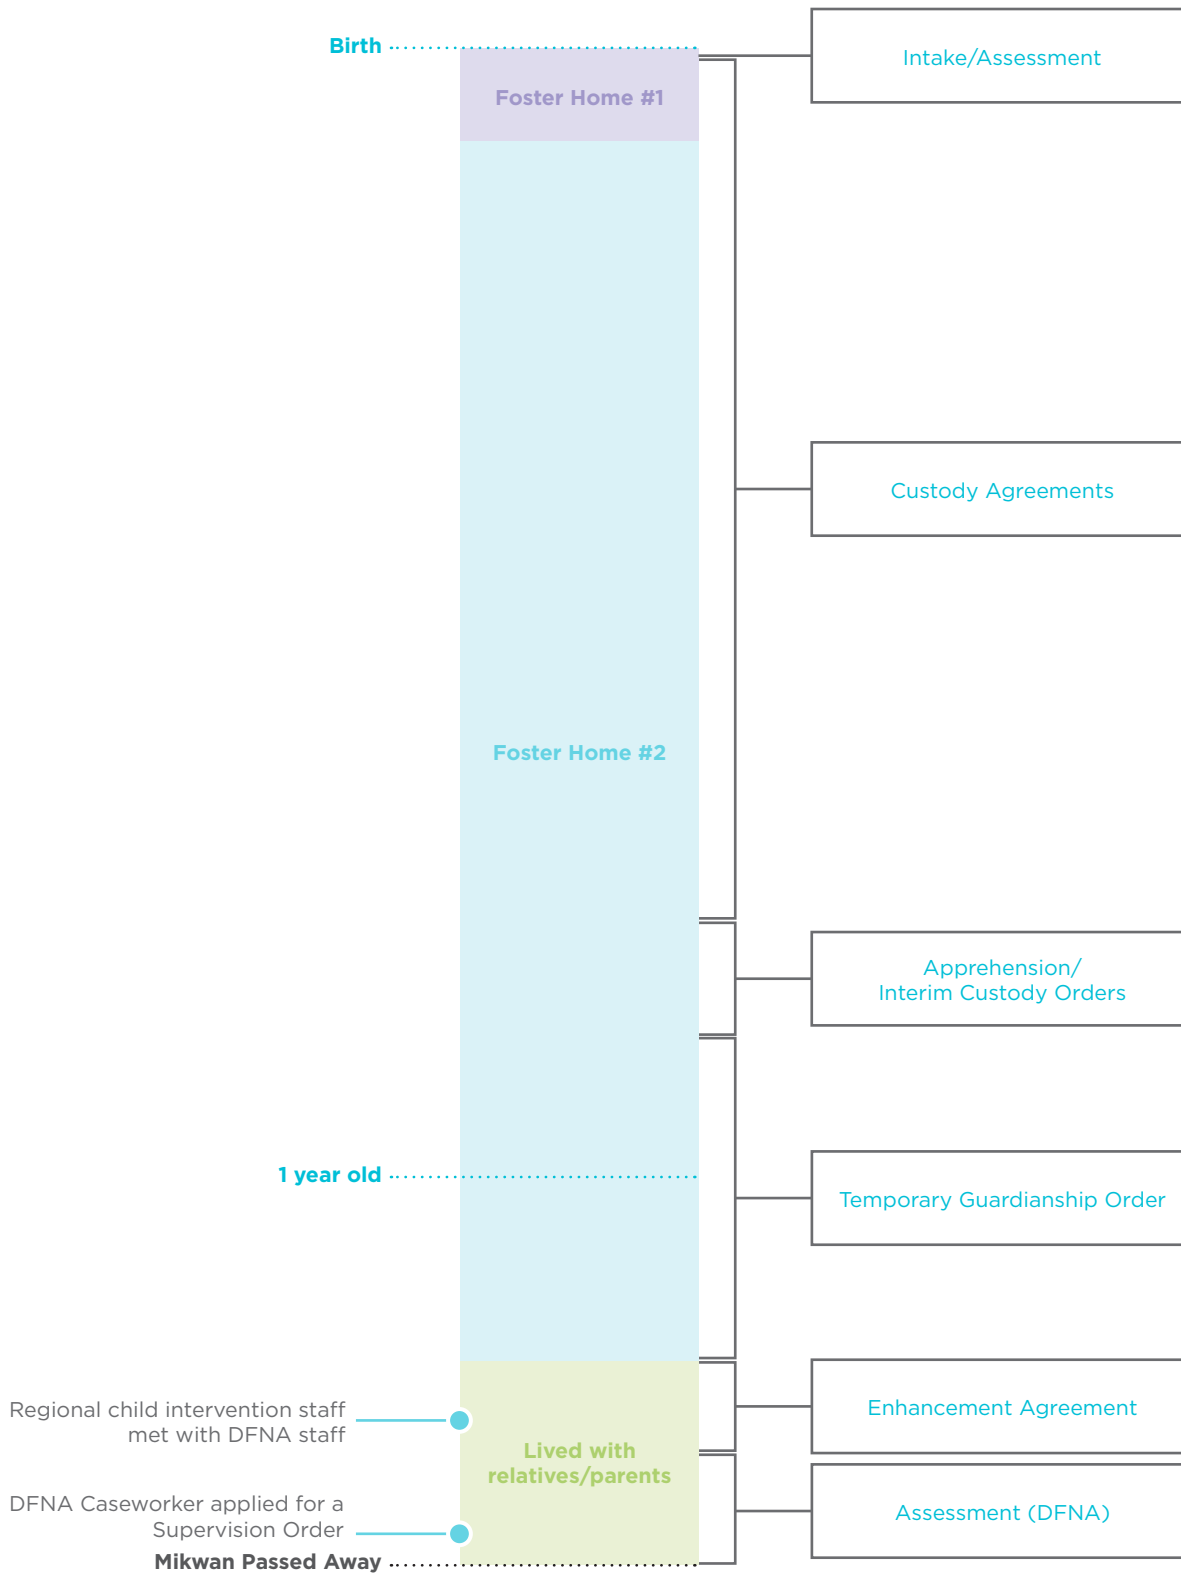 Birth
Intake/Assessment
Foster Home #1
Custody Agreements
Foster Home #2
Apprehension/
Interim Custody Orders
1 year old
Temporary Guardianship Order
Regional child intervention staff
met with DFNA staff
Enhancement Agreement
Lived with
relatives/parents
DFNA Caseworker applied for a
Supervision Order
Assessment (DFNA)
Mikwan Passed Away